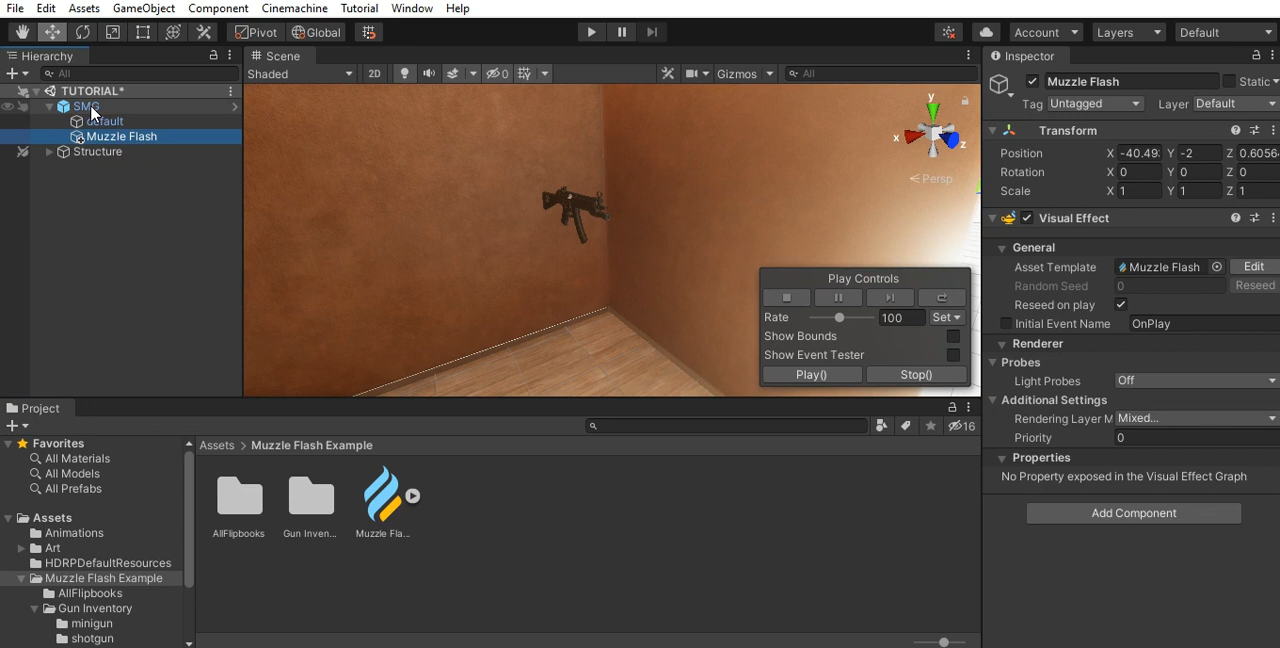 File Edit Assets GameObject Component Cinemachine Tutorial Window Help
Pivot Global Account Layers Default
Hierarchy
All
TUTORIAL*
SMG
default
Muzzle Flash
Structure
Scene
Shaded 2D 0 Gizmos All
y
x
z
Persp
Play Controls
Rate 100 Set
Show Bounds
Show Event Tester
Play() Stop()
Inspector
Muzzle Flash Static
Tag Untagged Layer Default
Transform
Position X -40.49 Y -2 Z 0.6056
Rotation X 0 Y 0 Z 0
Scale X 1 Y 1 Z 1
Visual Effect
General
Asset Template Muzzle Flash Edit
Random Seed 0 Reseed
Reseed on play
Initial Event Name OnPlay
Renderer
Probes
Light Probes Off
Additional Settings
Rendering Layer M Mixed...
Priority 0
Properties
No Property exposed in the Visual Effect Graph
Add Component
Project
16
Favorites
All Materials
All Models
All Prefabs
Assets
Animations
Art
HDRPDefaultResources
Muzzle Flash Example
AllFlipbooks
Gun Inventory
minigun
shotgun
Assets > Muzzle Flash Example
AllFlipbooks Gun Inven... Muzzle Fla...